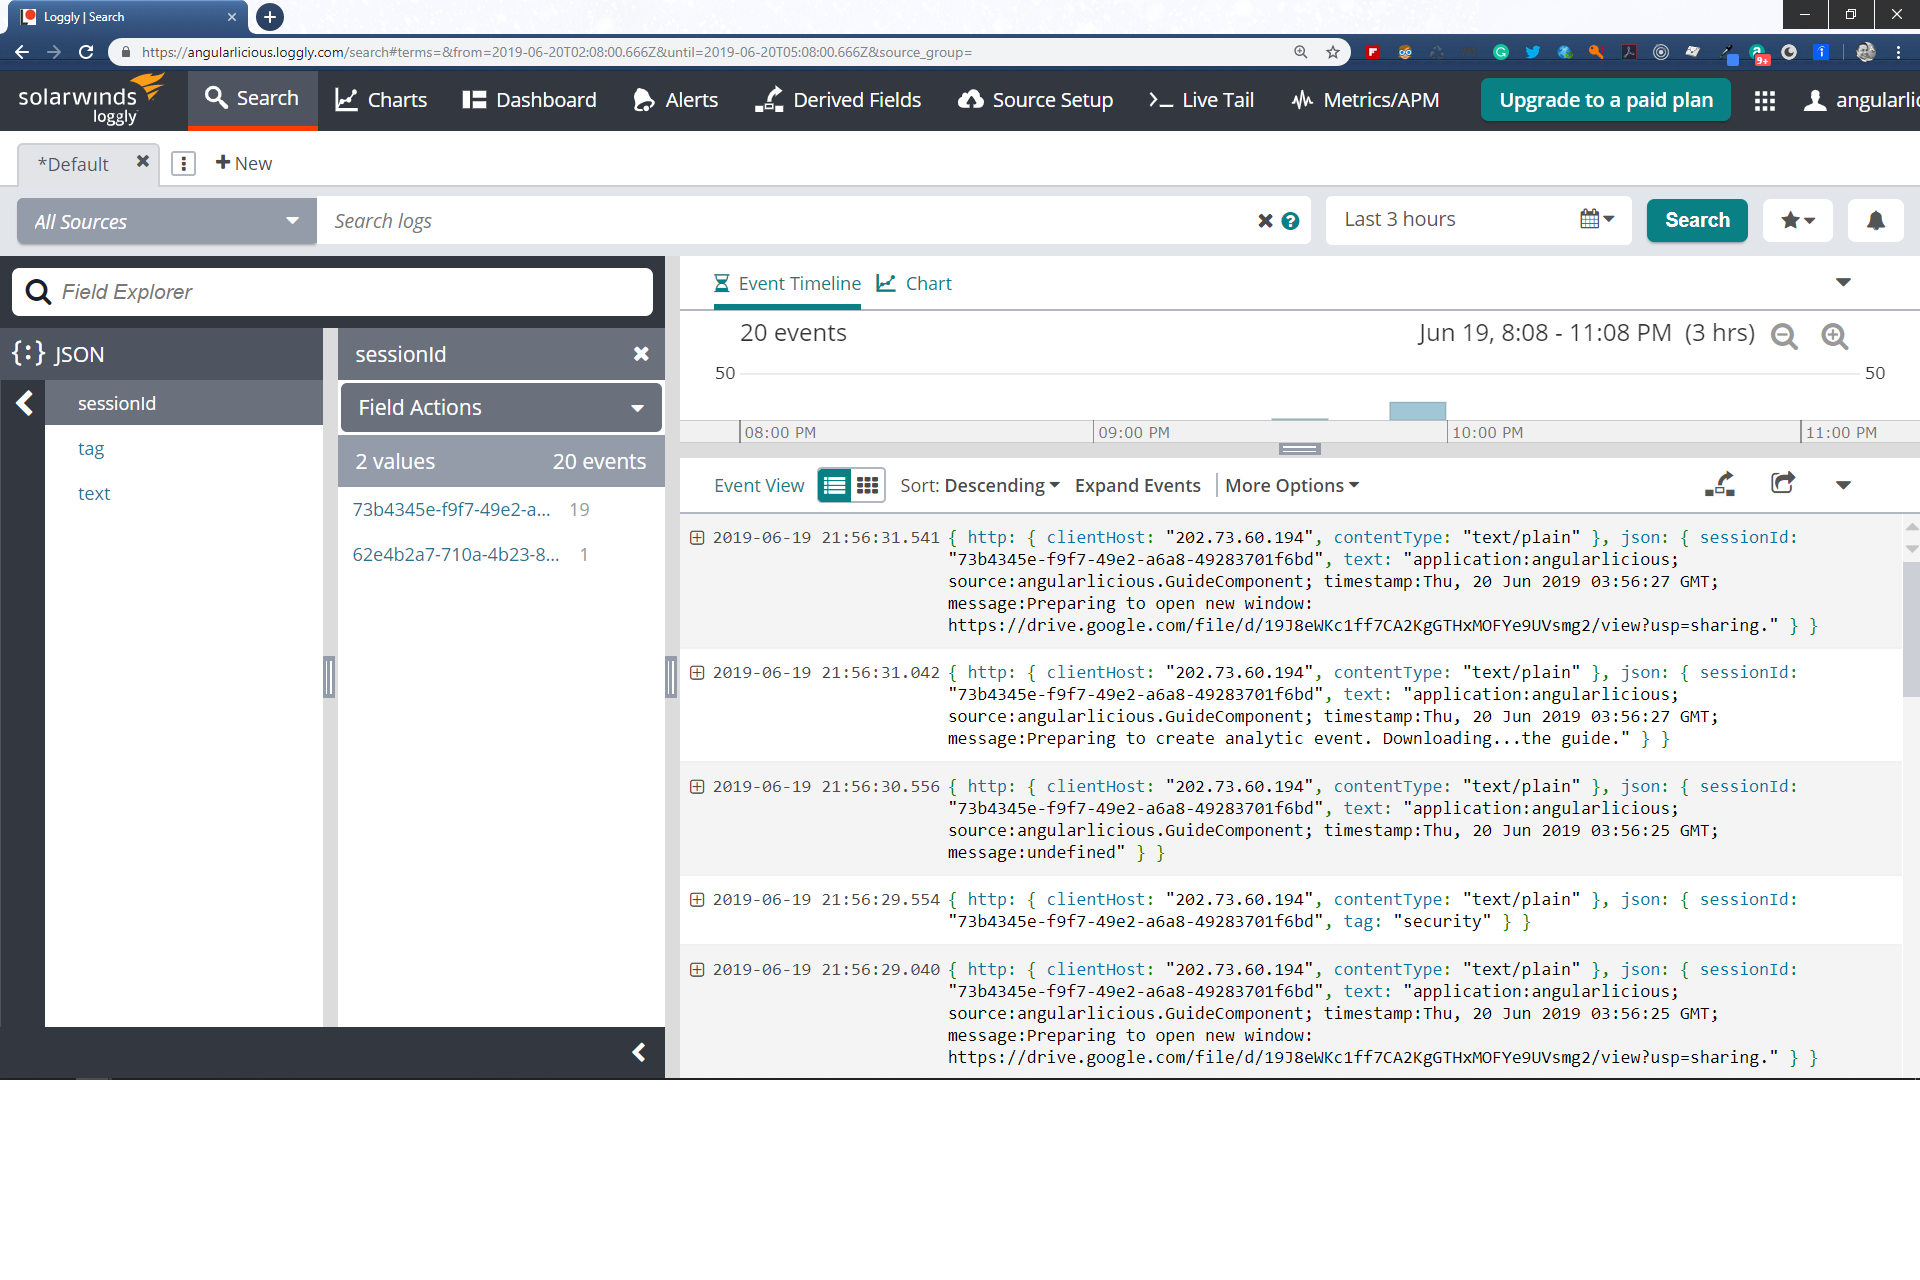 Loggly | Search
https://angularlicious.loggly.com/search#terms=&from=2019-06-20T02:08:00.666Z&until=2019-06-20T05:08:00.666Z&source_group=
9+
solarwinds
loggly
Search
Charts
Dashboard
Alerts
Derived Fields
Source Setup
Live Tail
Metrics/APM
Upgrade to a paid plan
angularlic
*Default
New
All Sources
Search logs
Last 3 hours
Search
Field Explorer
Event Timeline
Chart
20 events
Jun 19, 8:08 - 11:08 PM (3 hrs)
50
50
08:00 PM
09:00 PM
10:00 PM
11:00 PM
{:} JSON
sessionId
tag
text
sessionId
Field Actions
2 values 20 events
73b4345e-f9f7-49e2-a... 19
62e4b2a7-710a-4b23-8... 1
Event View
Sort: Descending
Expand Events
More Options
2019-06-19 21:56:31.541 { http: { clientHost: "202.73.60.194", contentType: "text/plain" }, json: { sessionId:
"73b4345e-f9f7-49e2-a6a8-49283701f6bd", text: "application:angularlicious;
source:angularlicious.GuideComponent; timestamp:Thu, 20 Jun 2019 03:56:27 GMT;
message:Preparing to open new window:
https://drive.google.com/file/d/19J8eWKc1ff7CA2KgGTHxMOFYe9UVsmg2/view?usp=sharing." } }
2019-06-19 21:56:31.042 { http: { clientHost: "202.73.60.194", contentType: "text/plain" }, json: { sessionId:
"73b4345e-f9f7-49e2-a6a8-49283701f6bd", text: "application:angularlicious;
source:angularlicious.GuideComponent; timestamp:Thu, 20 Jun 2019 03:56:27 GMT;
message:Preparing to create analytic event. Downloading...the guide." } }
2019-06-19 21:56:30.556 { http: { clientHost: "202.73.60.194", contentType: "text/plain" }, json: { sessionId:
"73b4345e-f9f7-49e2-a6a8-49283701f6bd", text: "application:angularlicious;
source:angularlicious.GuideComponent; timestamp:Thu, 20 Jun 2019 03:56:25 GMT;
message:undefined" } }
2019-06-19 21:56:29.554 { http: { clientHost: "202.73.60.194", contentType: "text/plain" }, json: { sessionId:
"73b4345e-f9f7-49e2-a6a8-49283701f6bd", tag: "security" } }
2019-06-19 21:56:29.040 { http: { clientHost: "202.73.60.194", contentType: "text/plain" }, json: { sessionId:
"73b4345e-f9f7-49e2-a6a8-49283701f6bd", text: "application:angularlicious;
source:angularlicious.GuideComponent; timestamp:Thu, 20 Jun 2019 03:56:25 GMT;
message:Preparing to open new window:
https://drive.google.com/file/d/19J8eWKc1ff7CA2KgGTHxMOFYe9UVsmg2/view?usp=sharing." } }